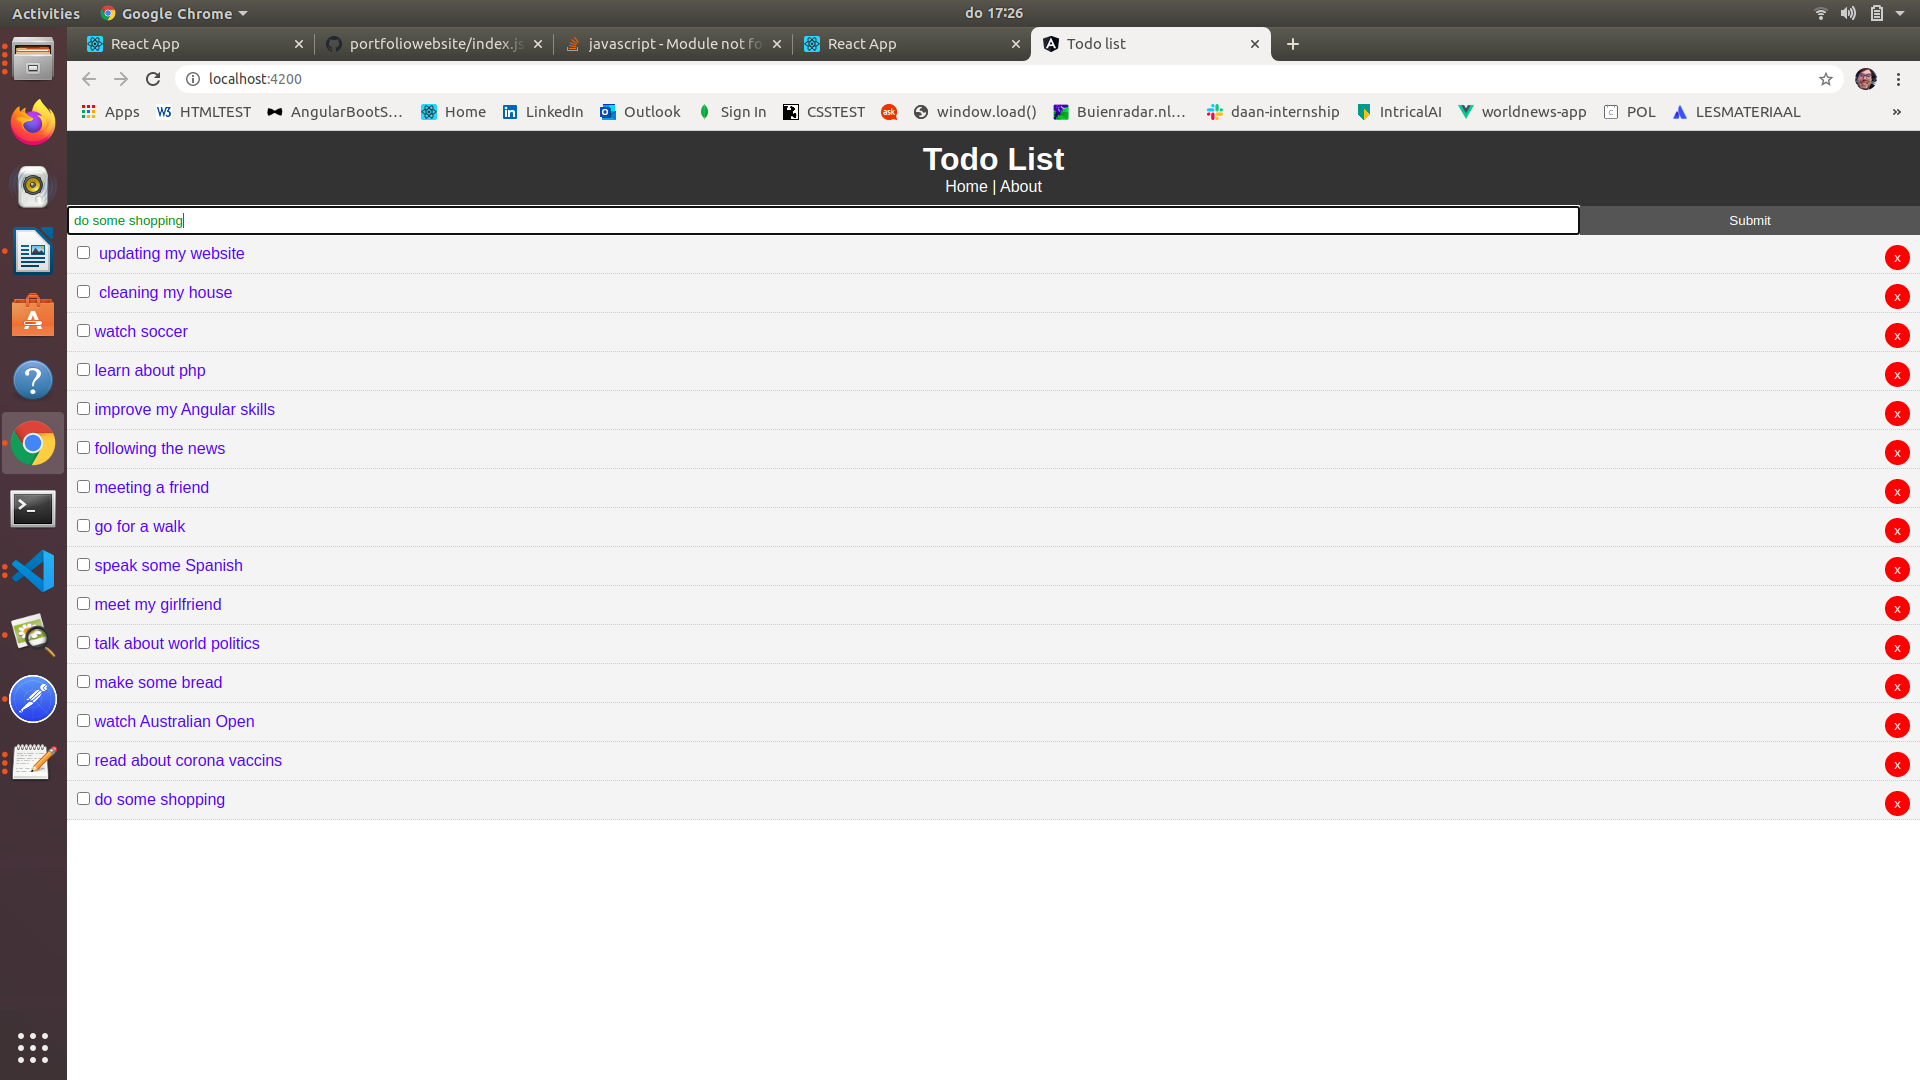 Activities Google Chrome do 17:26
React App portfoliowebsite/index.js javascript - Module not fo React App Todo list
localhost:4200
Apps HTMLTEST AngularBootS… Home LinkedIn Outlook Sign In CSSTEST ask window.load() Buienradar.nl… daan-internship IntricalAI worldnews-app POL LESMATERIAAL »
Todo List
Home | About
do some shopping Submit
updating my website x
cleaning my house x
watch soccer x
learn about php x
improve my Angular skills x
following the news x
meeting a friend x
go for a walk x
speak some Spanish x
meet my girlfriend x
talk about world politics x
make some bread x
watch Australian Open x
read about corona vaccins x
do some shopping x